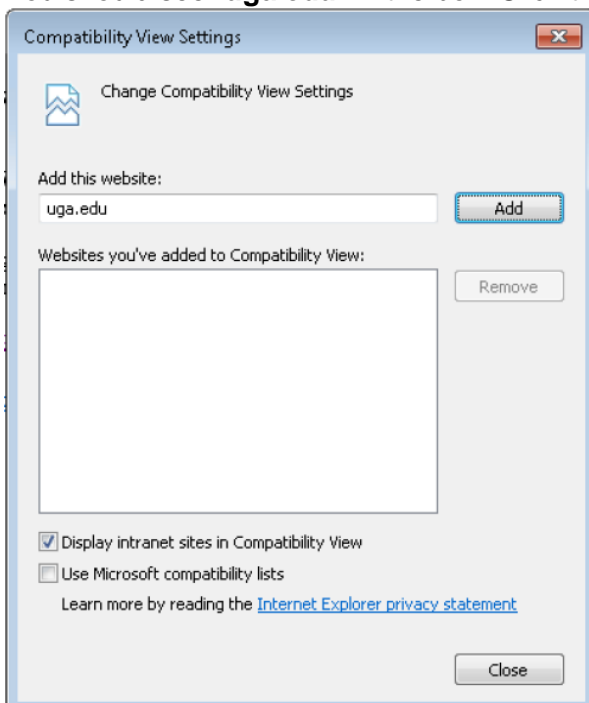 Compatibility View Settings
Change Compatibility View Settings
Add this website:
uga.edu
Add
Websites you've added to Compatibility View:
Remove
Display intranet sites in Compatibility View
Use Microsoft compatibility lists
Learn more by reading the Internet Explorer privacy statement
Close